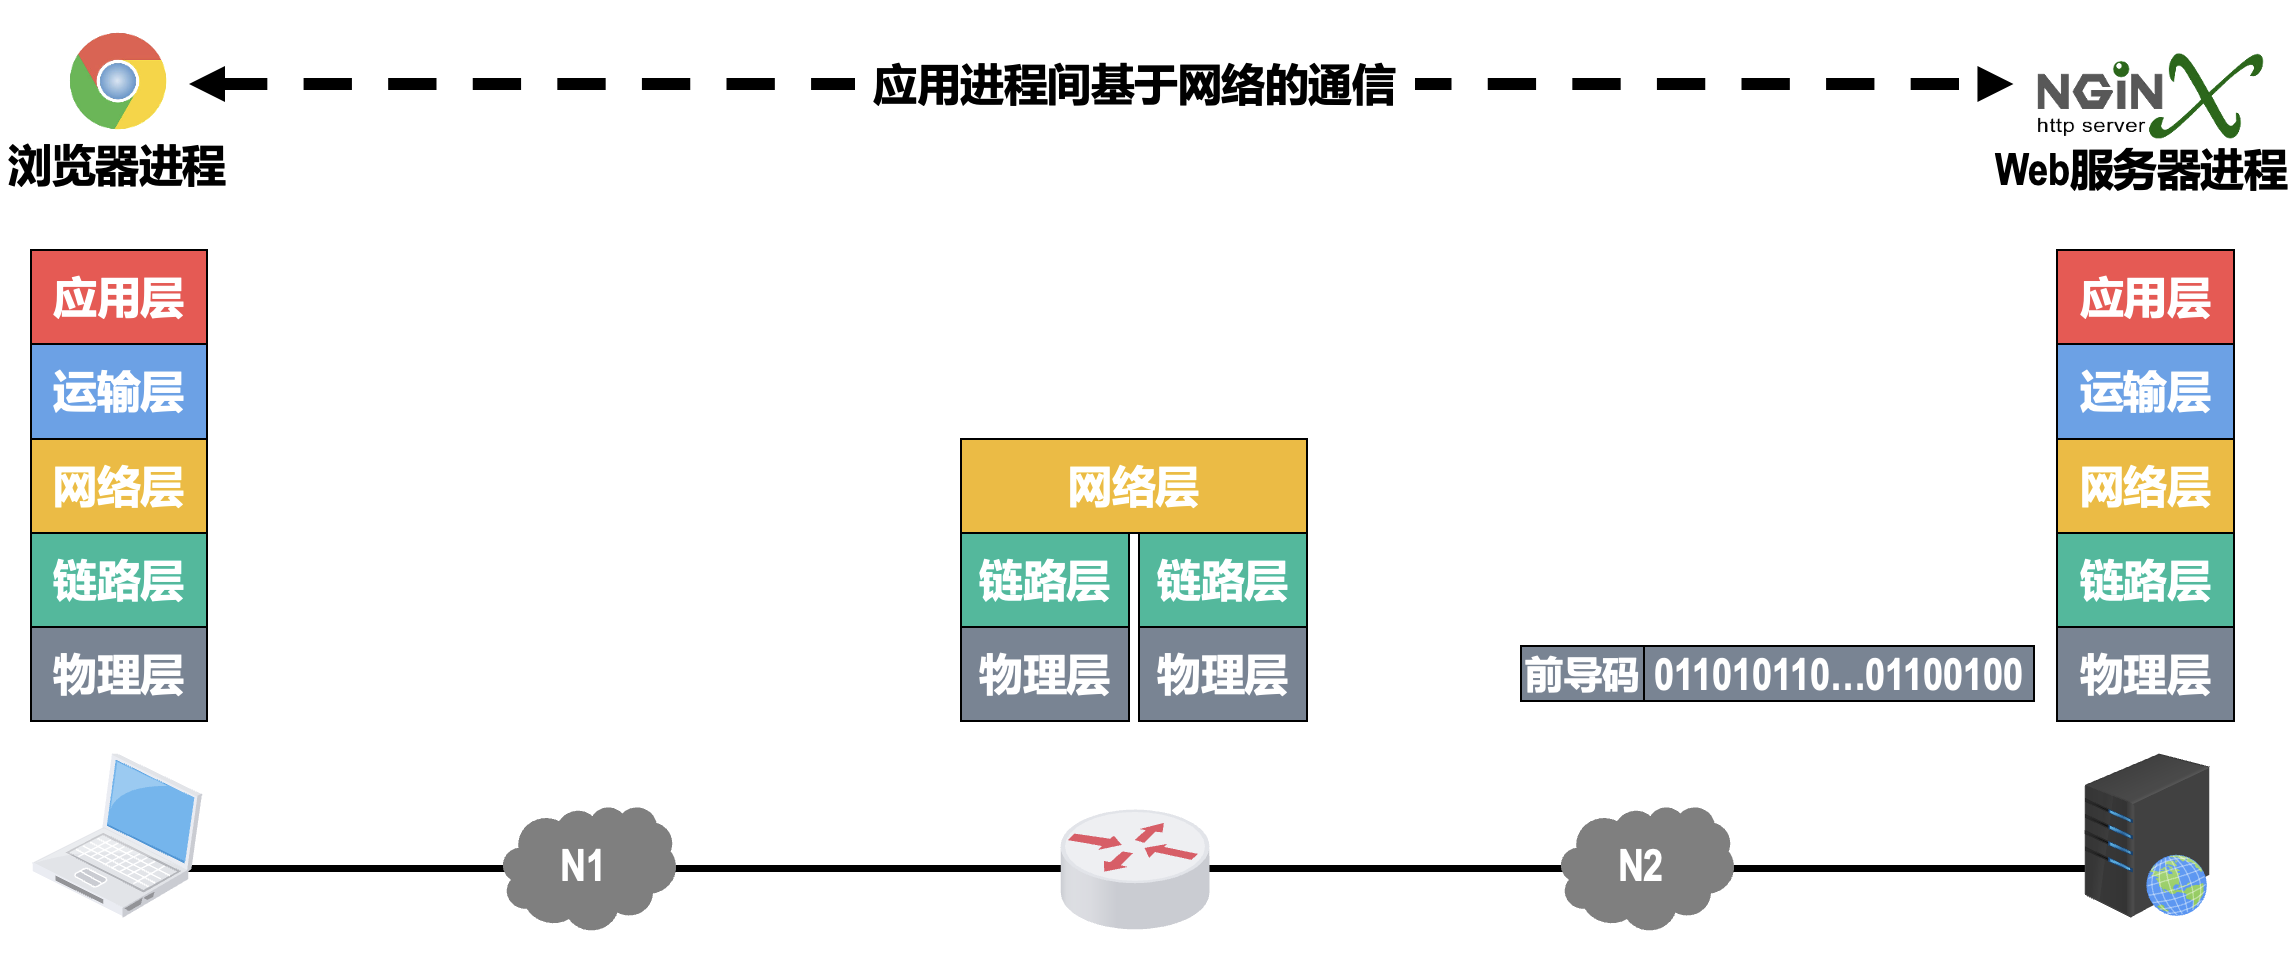 应用进程间基于网络的通信
NGiNX
http server
浏览器进程
Web服务器进程
应用层
运输层
网络层
链路层
物理层
网络层
链路层
链路层
物理层
物理层
前导码
011010110...01100100
应用层
运输层
网络层
链路层
物理层
N1
N2